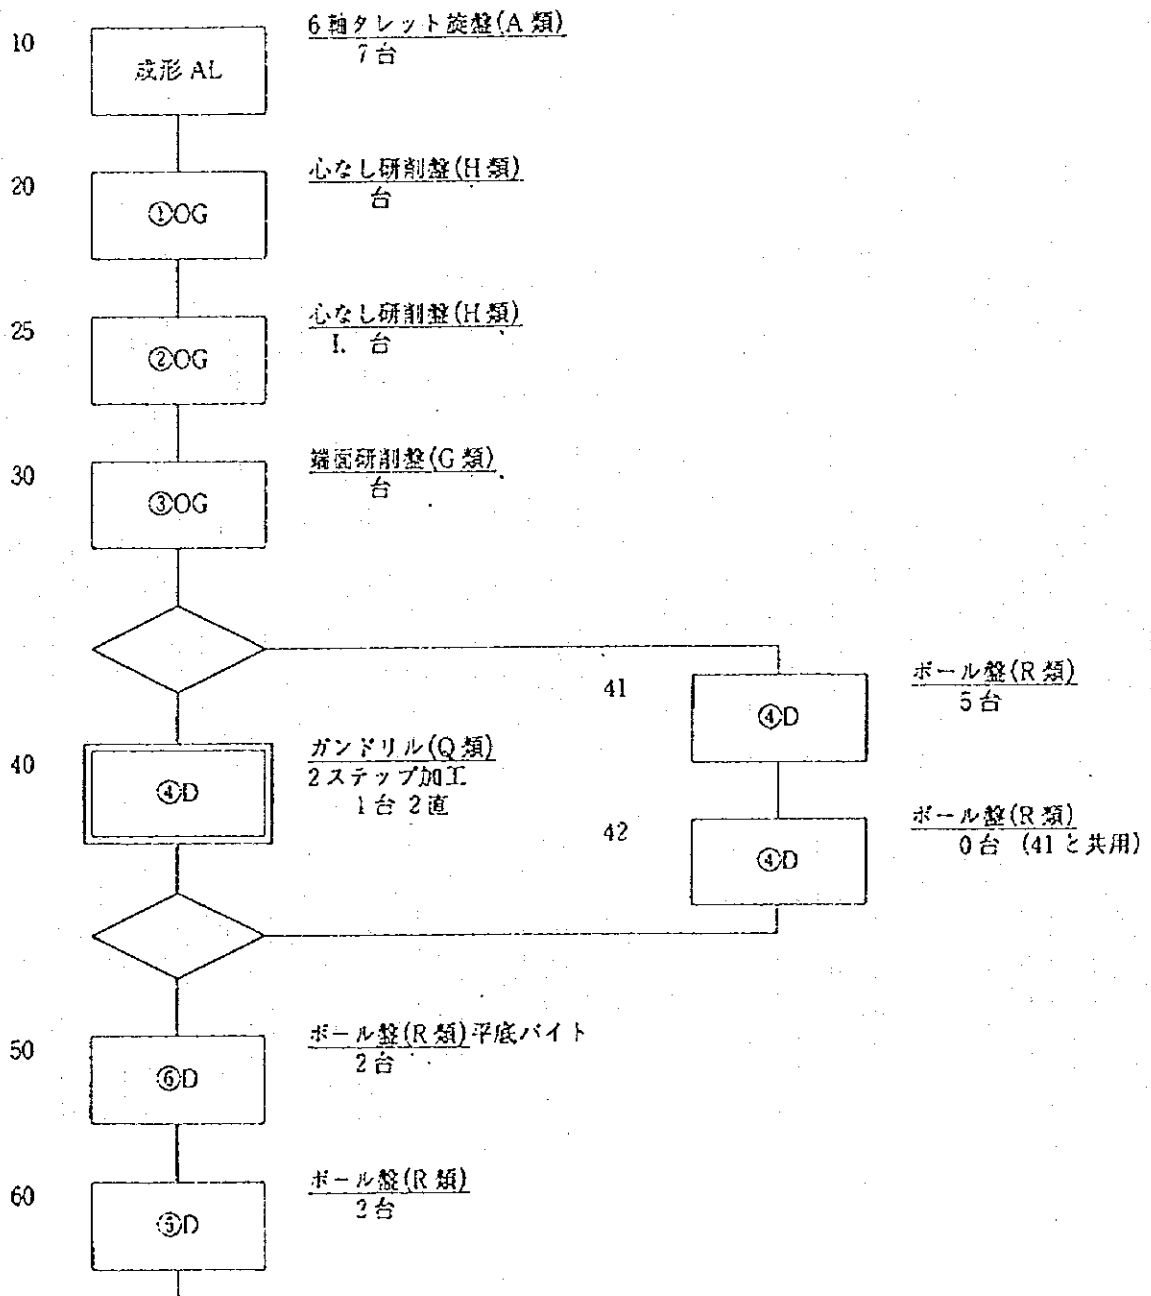 10
6軸タレット旋盤(A類)
7台
成形 AL
20
心なし研削盤(H類)
台
①OG
25
心なし研削盤(H類)
1. 台
②OG
30
端面研削盤(G類)
台
③OG
41
ボール盤(R類)
5台
④D
40
ガンドリル(Q類)
2ステップ加工
1台 2直
④D
42
ボール盤(R類)
0台 (41と共用)
④D
50
ボール盤(R類)平底バイト
2台
⑥D
60
ボール盤(R類)
2台
⑤D